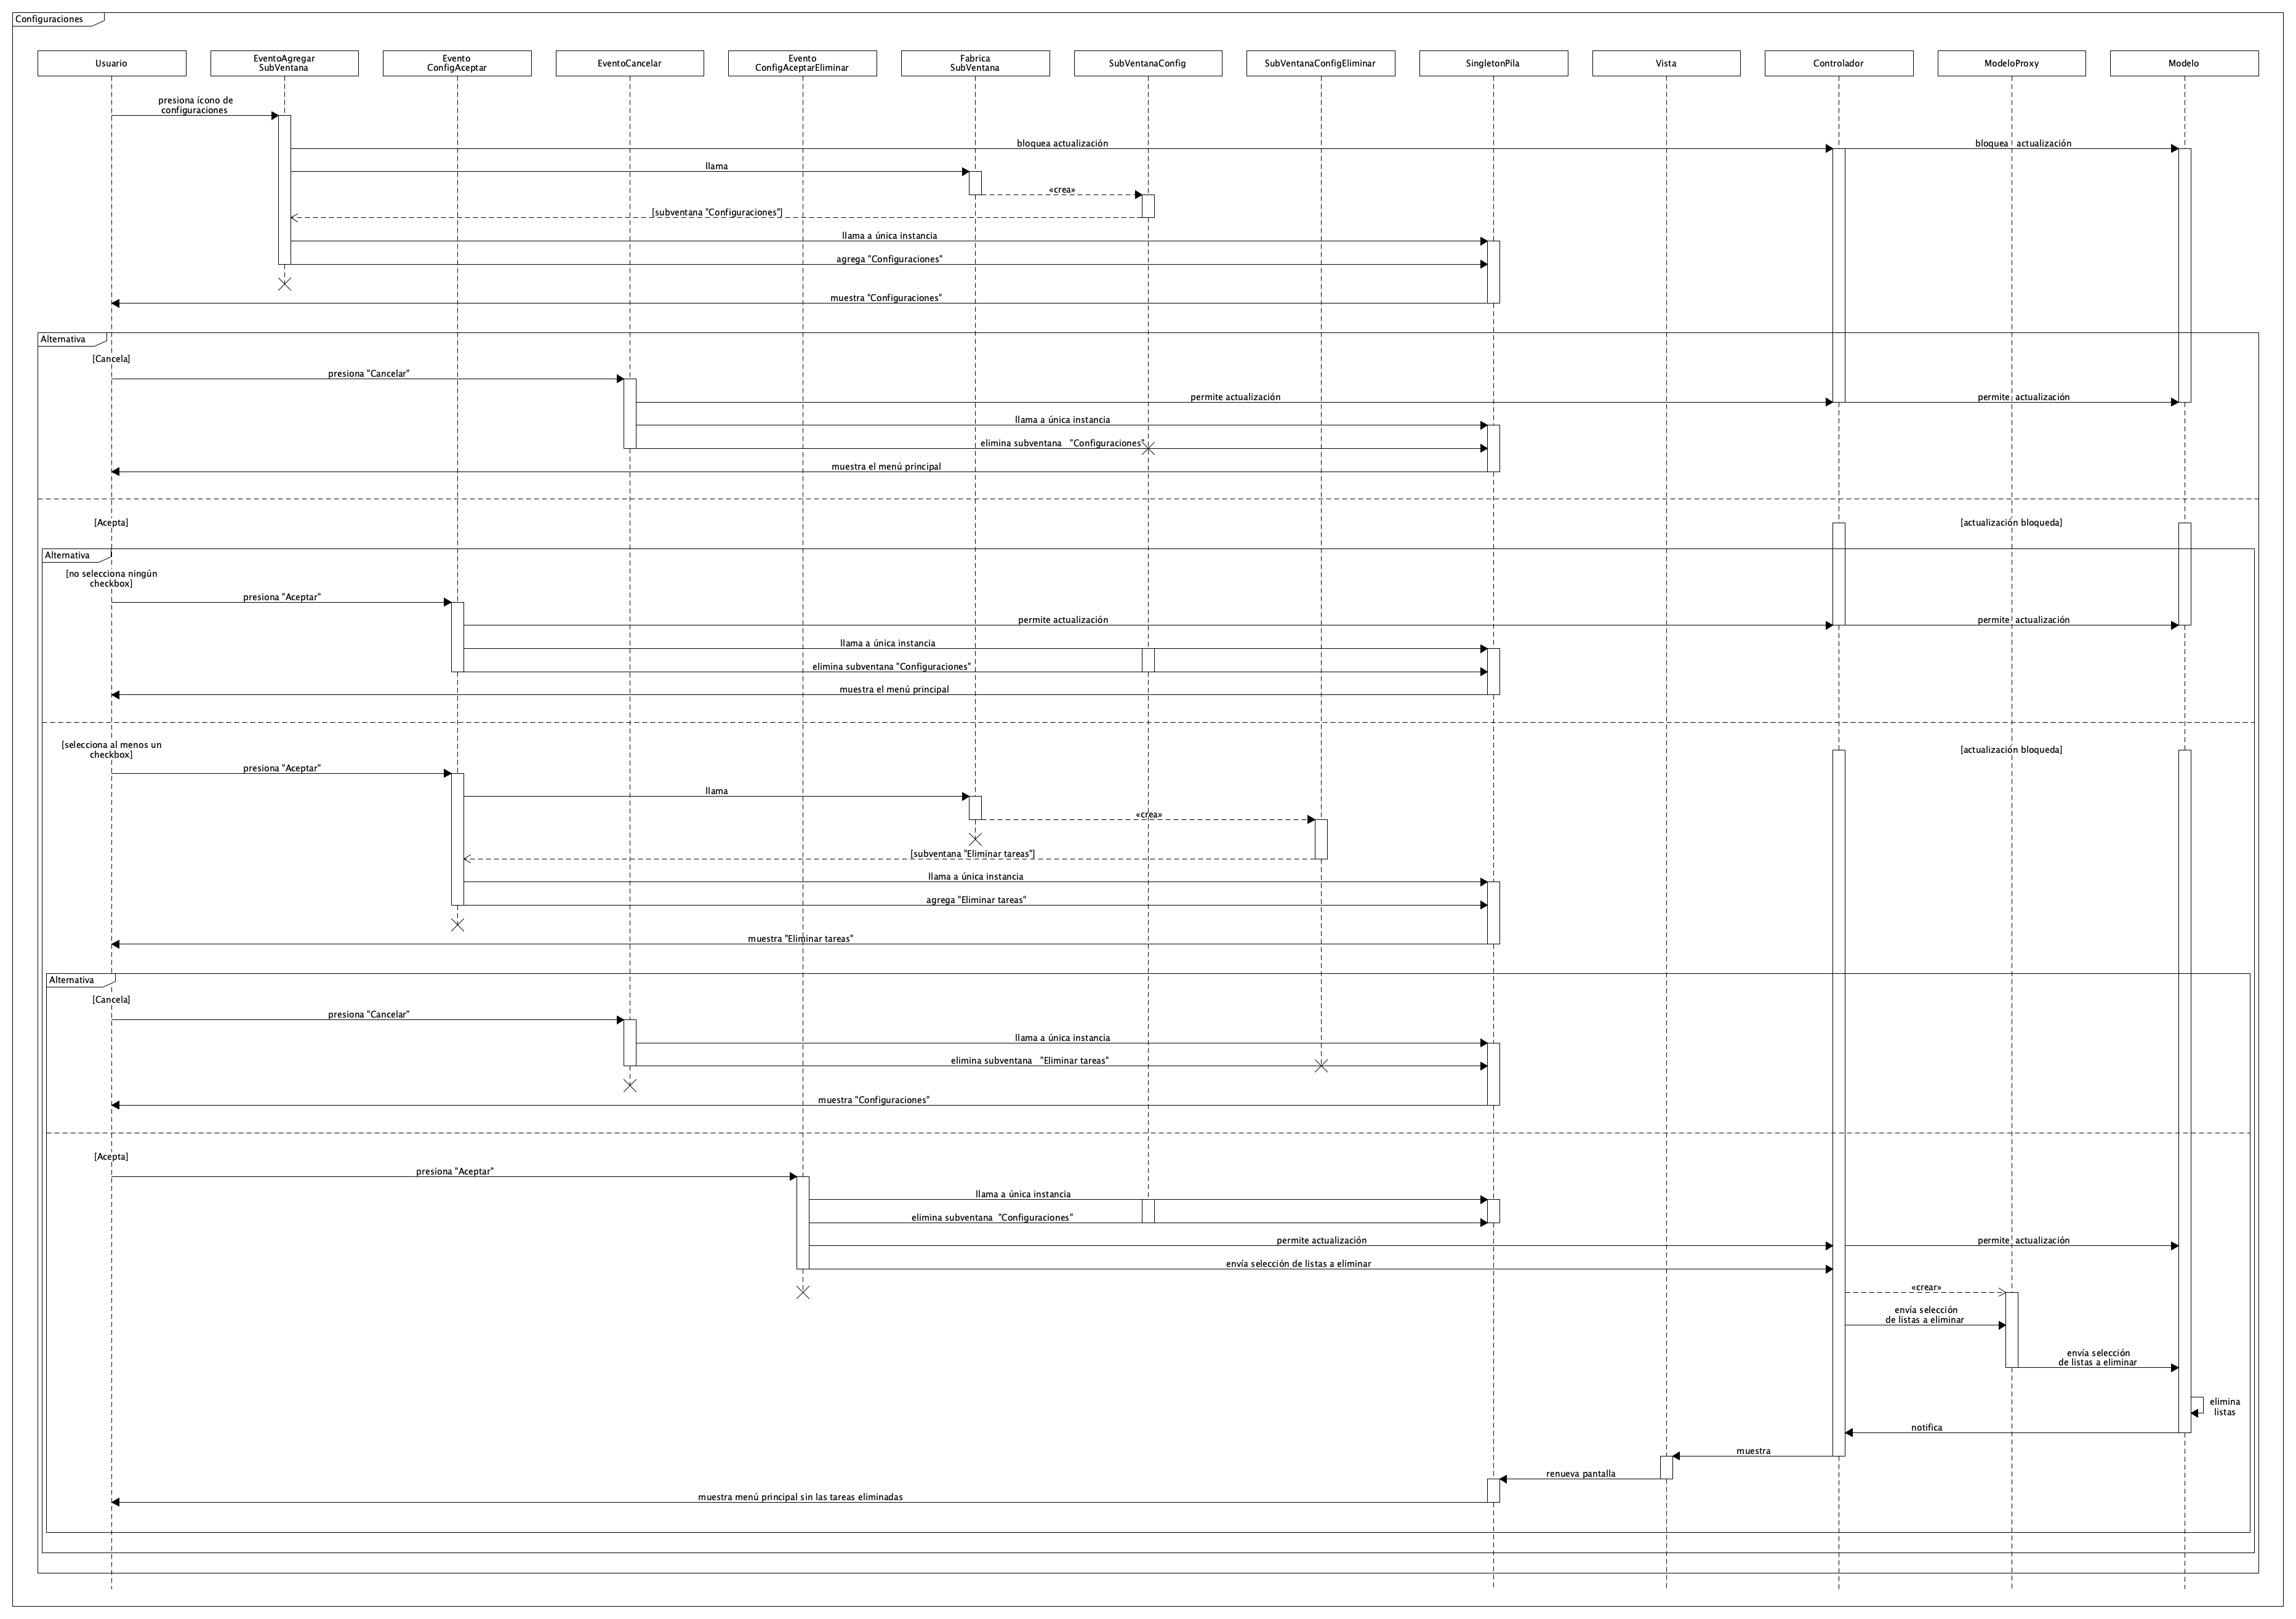 Configuraciones
Usuario
EventoAgregar
SubVentana
Evento
ConfigAceptar
EventoCancelar
Evento
ConfigAceptarEliminar
Fabrica
SubVentana
SubVentanaConfig
SubVentanaConfigEliminar
SingletonPila
Vista
Controlador
ModeloProxy
Modelo
presiona ícono de
configuraciones
bloquea actualización
bloquea actualización
llama
«crea»
[subventana "Configuraciones"]
llama a única instancia
agrega "Configuraciones"
muestra "Configuraciones"
Alternativa
[Cancela]
presiona "Cancelar"
permite actualización
permite actualización
llama a única instancia
elimina subventana "Configuraciones"
muestra el menú principal
[Acepta]
[actualización bloqueda]
Alternativa
[no selecciona ningún
checkbox]
presiona "Aceptar"
permite actualización
permite actualización
llama a única instancia
elimina subventana "Configuraciones"
muestra el menú principal
[selecciona al menos un
checkbox]
[actualización bloqueda]
presiona "Aceptar"
llama
«crea»
[subventana "Eliminar tareas"]
llama a única instancia
agrega "Eliminar tareas"
muestra "Eliminar tareas"
Alternativa
[Cancela]
presiona "Cancelar"
llama a única instancia
elimina subventana "Eliminar tareas"
muestra "Configuraciones"
[Acepta]
presiona "Aceptar"
llama a única instancia
elimina subventana "Configuraciones"
permite actualización
permite actualización
envía selección de listas a eliminar
«crear»
envía selección
de listas a eliminar
envía selección
de listas a eliminar
elimina
listas
notifica
muestra
renueva pantalla
muestra menú principal sin las tareas eliminadas